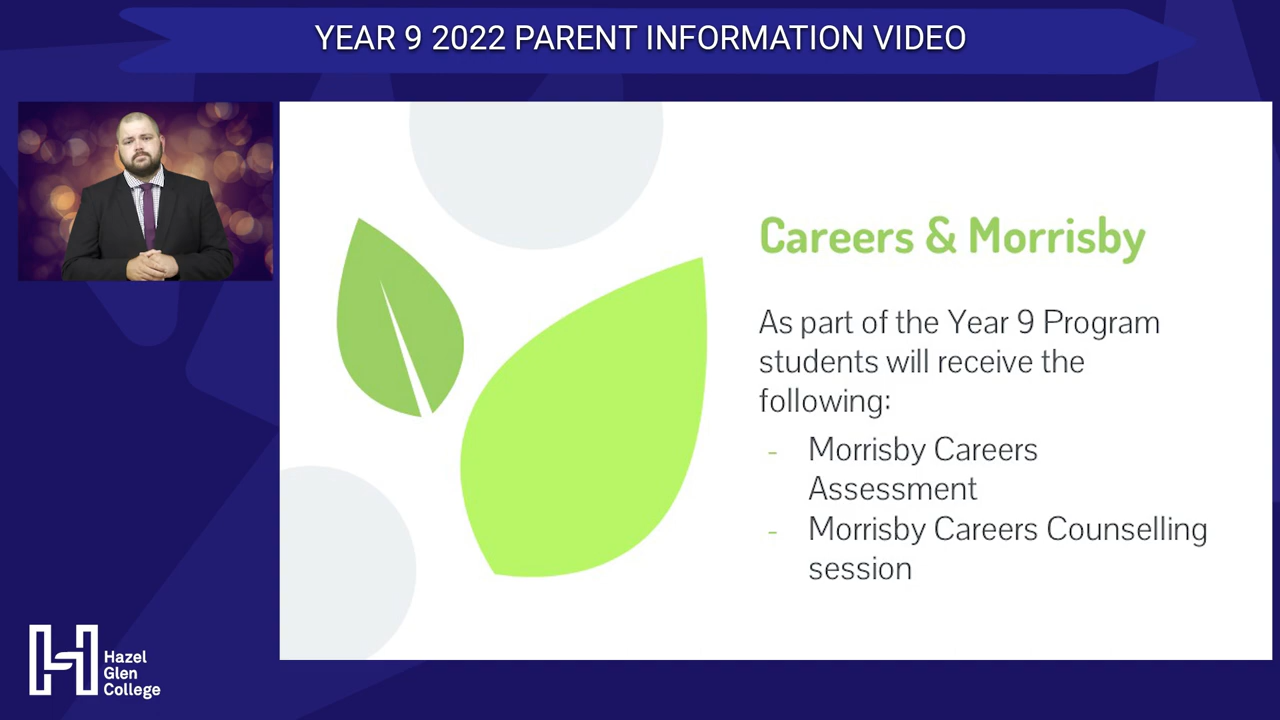 YEAR 9 2022 PARENT INFORMATION VIDEO
Careers & Morrisby
As part of the Year 9 Program
students will receive the
following:
- Morrisby Careers
Assessment
- Morrisby Careers Counselling
session
Hazel
Glen
College